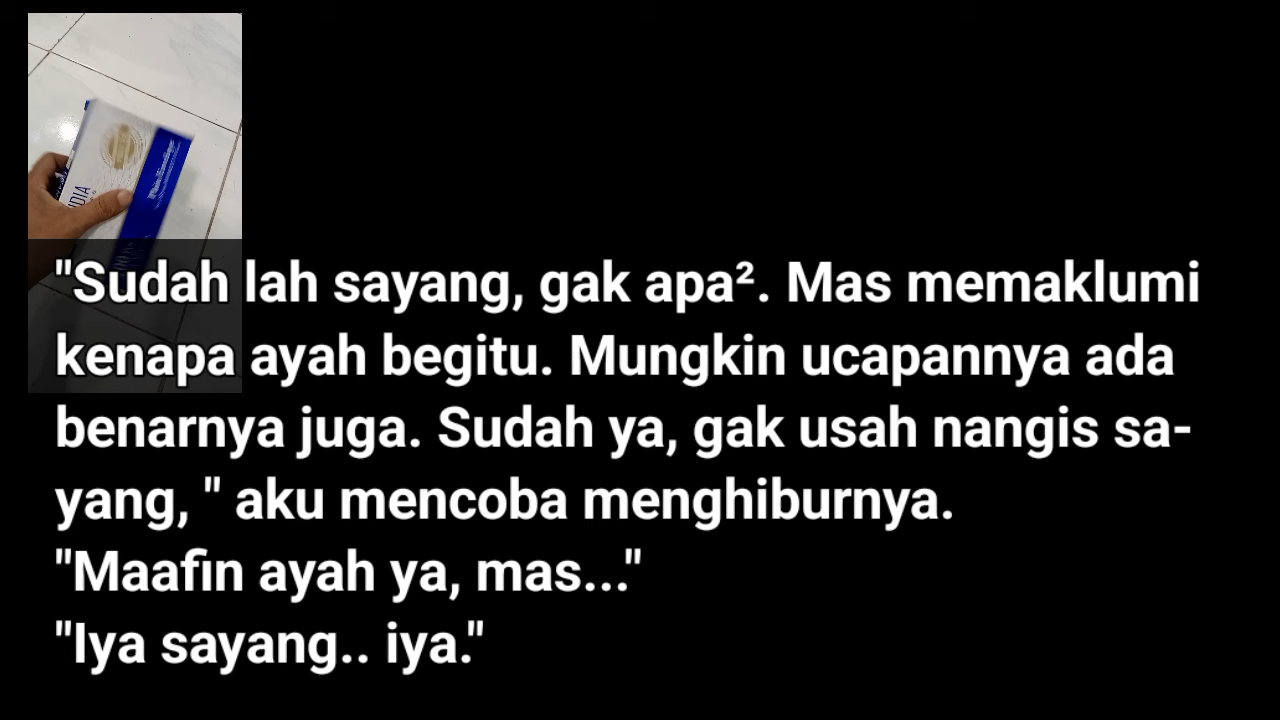 "Sudah lah sayang, gak apa². Mas memaklumi
kenapa ayah begitu. Mungkin ucapannya ada
benarnya juga. Sudah ya, gak usah nangis sa-
yang, " aku mencoba menghiburnya.
"Maafin ayah ya, mas..."
"Iya sayang.. iya."